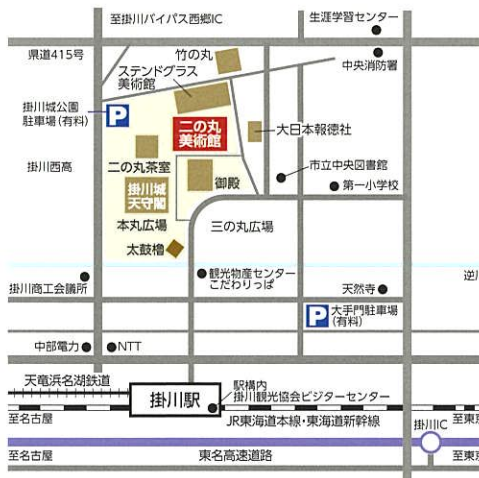 至掛川バイパス西郷IC
生涯学習センター
県道415号
竹の丸
ステンドグラス
美術館
中央消防署
掛川城公園
駐車場(有料)
P
二の丸
美術館
大日本報徳社
掛川西高
二の丸茶室
御殿
市立中央図書館
第一小学校
掛川城
天守閣
本丸広場
三の丸広場
太鼓櫓
観光物産センター
こだわりっぱ
掛川商工会議所
天然寺
逆川
P
大手門駐車場
(有料)
中部電力
NTT
天竜浜名湖鉄道
掛川駅
駅構内
掛川観光協会ビジターセンター
至名古屋
JR東海道本線・東海道新幹線
至東京
掛川IC
至名古屋
東名高速道路
至東京